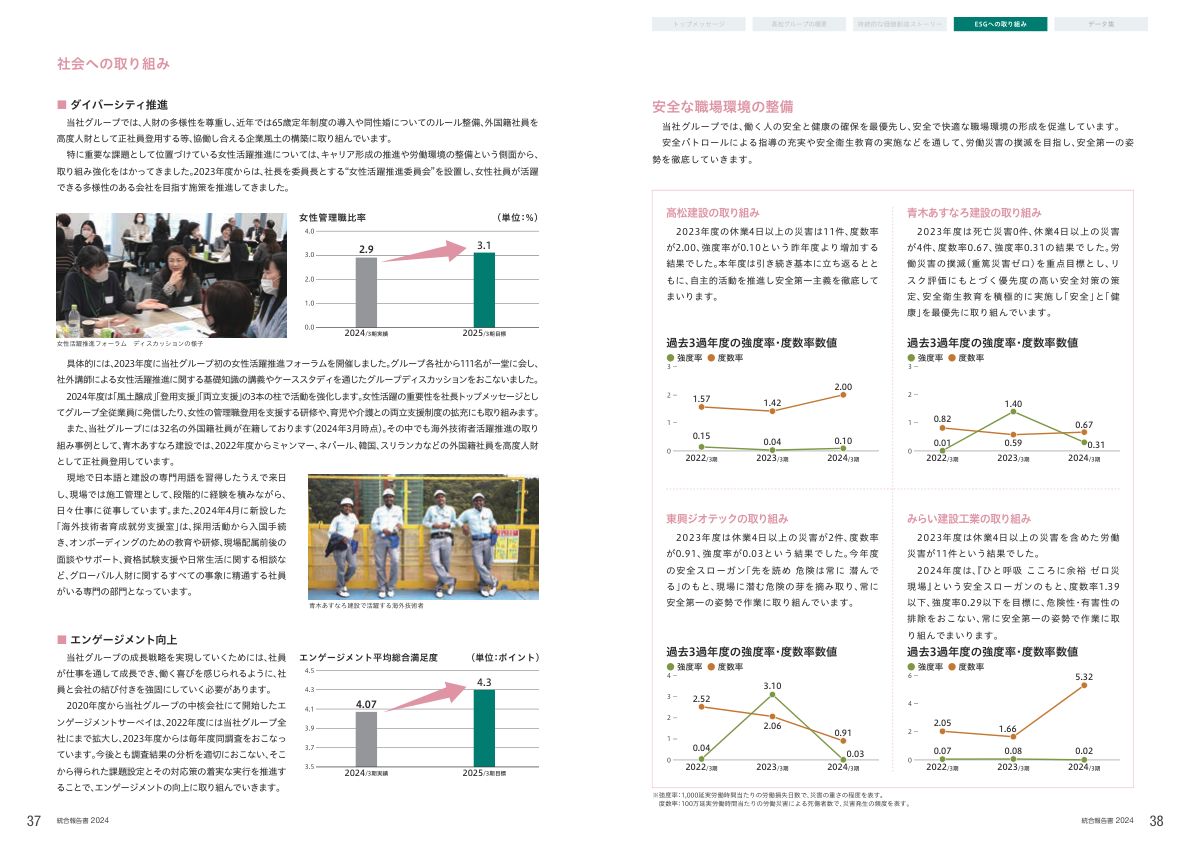 トップメッセージ
高松グループの概要
持続的な価値創造ストーリー
ESGへの取り組み
データ集
社会への取り組み
■ ダイバーシティ推進
当社グループでは、人財の多様性を尊重し、近年では65歳定年制度の導入や同性婚についてのルール整備、外国籍社員を
高度人財として正社員登用する等、協働し合える企業風土の構築に取り組んでいます。
特に重要な課題として位置づけている女性活躍推進については、キャリア形成の推進や労働環境の整備という側面から、
取り組み強化をはかってきました。2023年度からは、社長を委員長とする“女性活躍推進委員会”を設置し、女性社員が活躍
できる多様性のある会社を目指す施策を推進してきました。
女性活躍推進フォーラム ディスカッションの様子
女性管理職比率 （単位：%）
4.0
3.0
2.0
1.0
0.0
2.9
3.1
2024/3期実績
2025/3期目標
具体的には、2023年度に当社グループ初の女性活躍推進フォーラムを開催しました。グループ各社から111名が一堂に会し、
社外講師による女性活躍推進に関する基礎知識の講義やケーススタディを通じたグループディスカッションをおこないました。
2024年度は「風土醸成」「登用支援」「両立支援」の3本の柱で活動を強化します。女性活躍の重要性を社長トップメッセージとし
てグループ全従業員に発信したり、女性の管理職登用を支援する研修や、育児や介護との両立支援制度の拡充にも取り組みます。
また、当社グループには32名の外国籍社員が在籍しております（2024年3月時点）。その中でも海外技術者活躍推進の取り
組み事例として、青木あすなろ建設では、2022年度からミャンマー、ネパール、韓国、スリランカなどの外国籍社員を高度人財
として正社員登用しています。
現地で日本語と建設の専門用語を習得したうえで来日
し、現場では施工管理として、段階的に経験を積みながら、
日々仕事に従事しています。また、2024年4月に新設した
「海外技術者育成就労支援室」は、採用活動から入国手続
き、オンボーディングのための教育や研修、現場配属前後の
面談やサポート、資格試験支援や日常生活に関する相談な
ど、グローバル人財に関するすべての事象に精通する社員
がいる専門の部門となっています。
青木あすなろ建設で活躍する海外技術者
■ エンゲージメント向上
当社グループの成長戦略を実現していくためには、社員
が仕事を通して成長でき、働く喜びを感じられるように、社
員と会社の結び付きを強固にしていく必要があります。
2020年度から当社グループの中核会社にて開始したエ
ンゲージメントサーベイは、2022年度には当社グループ全
社にまで拡大し、2023年度からは毎年度同調査をおこなっ
ています。今後とも調査結果の分析を適切におこない、そこ
から得られた課題設定とその対応策の着実な実行を推進す
ることで、エンゲージメントの向上に取り組んでいきます。
エンゲージメント平均総合満足度 （単位：ポイント）
4.5
4.3
4.1
3.9
3.7
3.5
4.07
4.3
2024/3期実績
2025/3期目標
37 統合報告書 2024
安全な職場環境の整備
当社グループでは、働く人の安全と健康の確保を最優先し、安全で快適な職場環境の形成を促進しています。
安全パトロールによる指導の充実や安全衛生教育の実施などを通して、労働災害の撲滅を目指し、安全第一の姿
勢を徹底していきます。
髙松建設の取り組み
2023年度の休業4日以上の災害は11件、度数率
が2.00、強度率が0.10という昨年度より増加する
結果でした。本年度は引き続き基本に立ち返るとと
もに、自主的活動を推進し安全第一主義を徹底して
まいります。
過去3過年度の強度率・度数率数値
●強度率 ●度数率
3
2
1
0
1.57
1.42
2.00
0.15
0.04
0.10
2022/3期
2023/3期
2024/3期
青木あすなろ建設の取り組み
2023年度は死亡災害0件、休業4日以上の災害
が4件、度数率0.67、強度率0.31の結果でした。労
働災害の撲滅（重篤災害ゼロ）を重点目標とし、リ
スク評価にもとづく優先度の高い安全対策の策
定、安全衛生教育を積極的に実施し「安全」と「健
康」を最優先に取り組んでいます。
過去3過年度の強度率・度数率数値
●強度率 ●度数率
3
2
1
0
0.82
1.40
0.67
0.01
0.59
0.31
2022/3期
2023/3期
2024/3期
東興ジオテックの取り組み
2023年度は休業4日以上の災害が2件、度数率
が0.91、強度率が0.03という結果でした。今年度
の安全スローガン「先を読め 危険は常に 潜んで
る」のもと、現場に潜む危険の芽を摘み取り、常に
安全第一の姿勢で作業に取り組んでいます。
過去3過年度の強度率・度数率数値
●強度率 ●度数率
4
3
2
1
0
2.52
3.10
2.06
0.91
0.04
0.03
2022/3期
2023/3期
2024/3期
みらい建設工業の取り組み
2023年度は休業4日以上の災害を含めた労働
災害が11件という結果でした。
2024年度は、『ひと呼吸 こころに余裕 ゼロ災
現場』という安全スローガンのもと、度数率1.39
以下、強度率0.29以下を目標に、危険性・有害性の
排除をおこない、常に安全第一の姿勢で作業に取
り組んでまいります。
過去3過年度の強度率・度数率数値
●強度率 ●度数率
6
4
2
0
2.05
1.66
5.32
0.07
0.08
0.02
2022/3期
2023/3期
2024/3期
※強度率：1,000延実労働時間当たりの労働損失日数で、災害の重さの程度を表す。
度数率：100万延実労働時間当たりの労働災害による死傷者数で、災害発生の頻度を表す。
統合報告書 2024 38